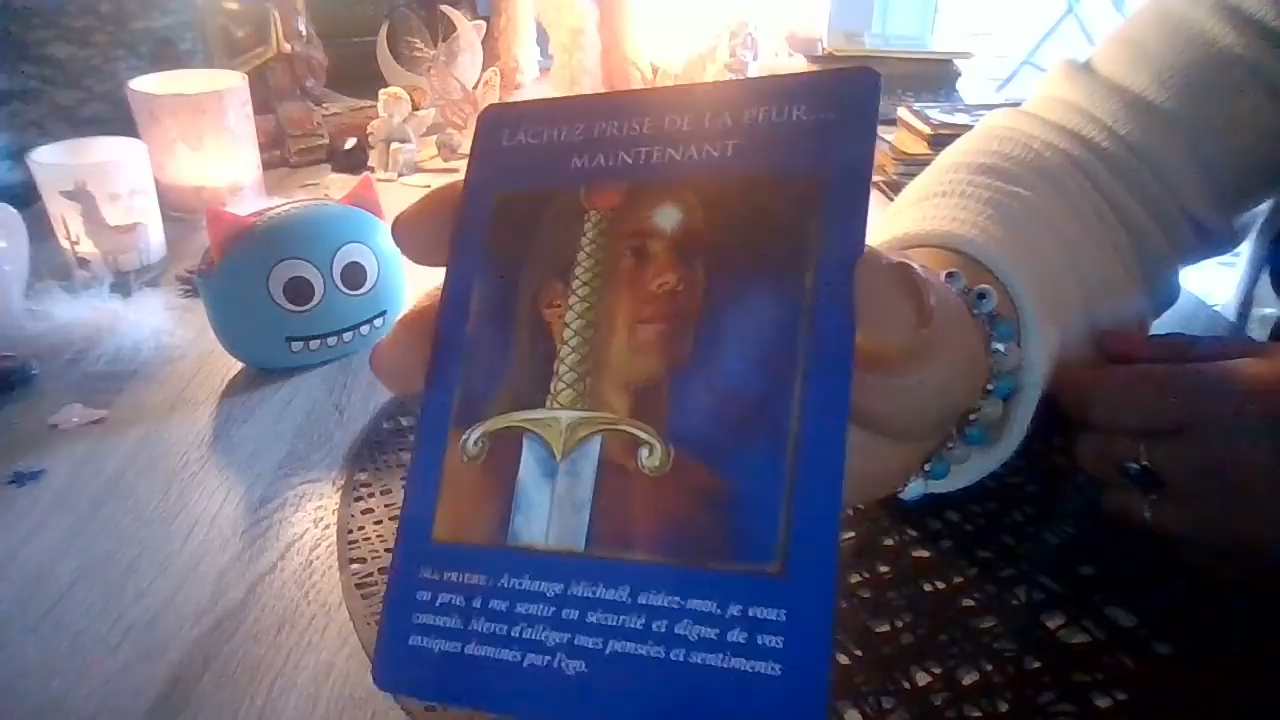 LÂCHEZ PRISE DE LA PEUR...
MAINTENANT
MA PRIÈRE: Archange Michaël, aidez-moi, je vous
en prie, à me sentir en sécurité et digne de vos
conseils. Merci d'alléger mes pensées et sentiments
toxiques dominés par l'ego.